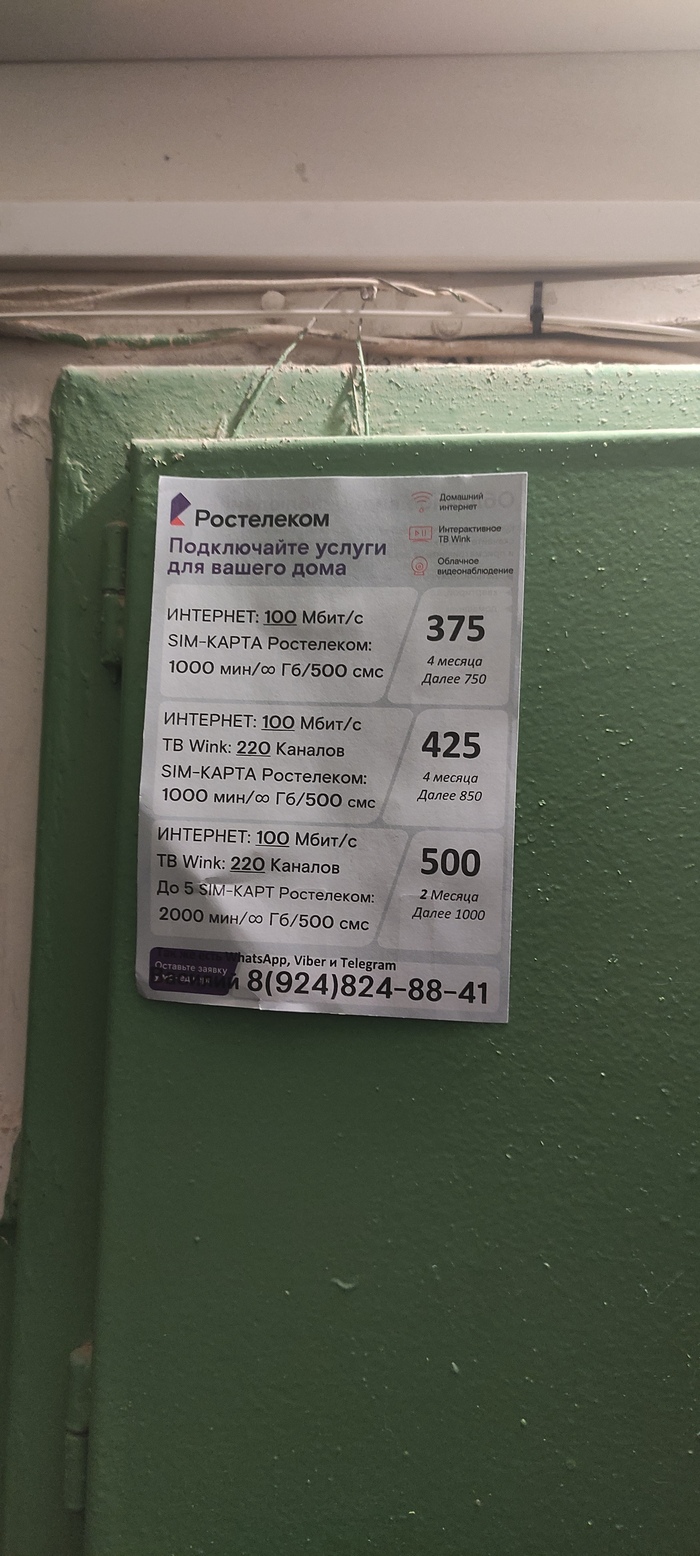 Ростелеком
Подключайте услуги
для вашего дома
Домашний
интернет
Интерактивное
ТВ Wink
Облачное
видеонаблюдение
ИНТЕРНЕТ: 100 Мбит/с
SIM-КАРТА Ростелеком:
1000 мин/∞ Гб/500 смс
375
4 месяца
Далее 750
ИНТЕРНЕТ: 100 Мбит/с
ТВ Wink: 220 Каналов
SIM-КАРТА Ростелеком:
1000 мин/∞ Гб/500 смс
425
4 месяца
Далее 850
ИНТЕРНЕТ: 100 Мбит/с
ТВ Wink: 220 Каналов
До 5 SIM-КАРТ Ростелеком:
2000 мин/∞ Гб/500 смс
500
2 Месяца
Далее 1000
WhatsApp, Viber и Telegram
Оставьте заявку
8(924)824-88-41